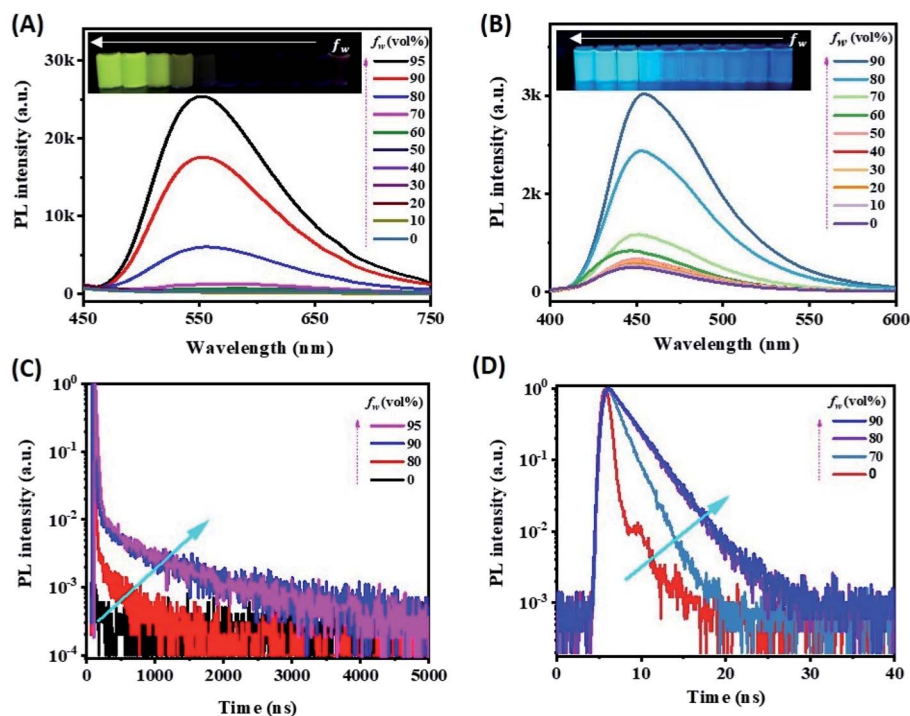 (A)
PL intensity (a.u.)
30k
20k
10k
0
f_w
f_w (vol%)
95
90
80
70
60
50
40
30
20
10
0
450 550 650 750
Wavelength (nm)
(B)
PL intensity (a.u.)
3k
2k
1k
0
f_w
f_w (vol%)
90
80
70
60
50
40
30
20
10
0
400 450 500 550 600
Wavelength (nm)
(C)
PL intensity (a.u.)
10^0
10^-1
10^-2
10^-3
10^-4
f_w (vol%)
95
90
80
0
0 1000 2000 3000 4000 5000
Time (ns)
(D)
PL intensity (a.u.)
10^0
10^-1
10^-2
10^-3
f_w (vol%)
90
80
70
0
0 10 20 30 40
Time (ns)